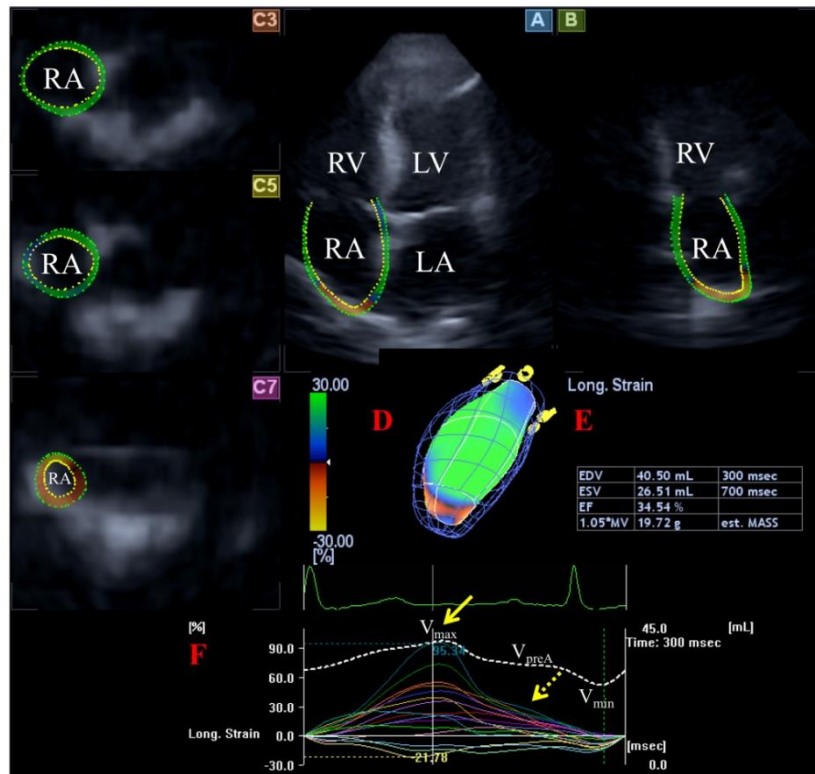 C3
RA
A
RV
LV
RA
LA
B
RV
RA
C5
RA
C7
RA
30.00
-30.00
[%]
D
E
Long. Strain
EDV 40.50 mL 300 msec
ESV 26.51 mL 700 msec
EF 34.54 %
1.05*MV 19.72 g est. MASS
F
[%]
90.0
60.0
30.0
0.0
-30.0
Long. Strain
Vmax
95.34
VpreA
Vmin
-21.78
45.0 [mL]
Time: 300 msec
[msec]
0.0